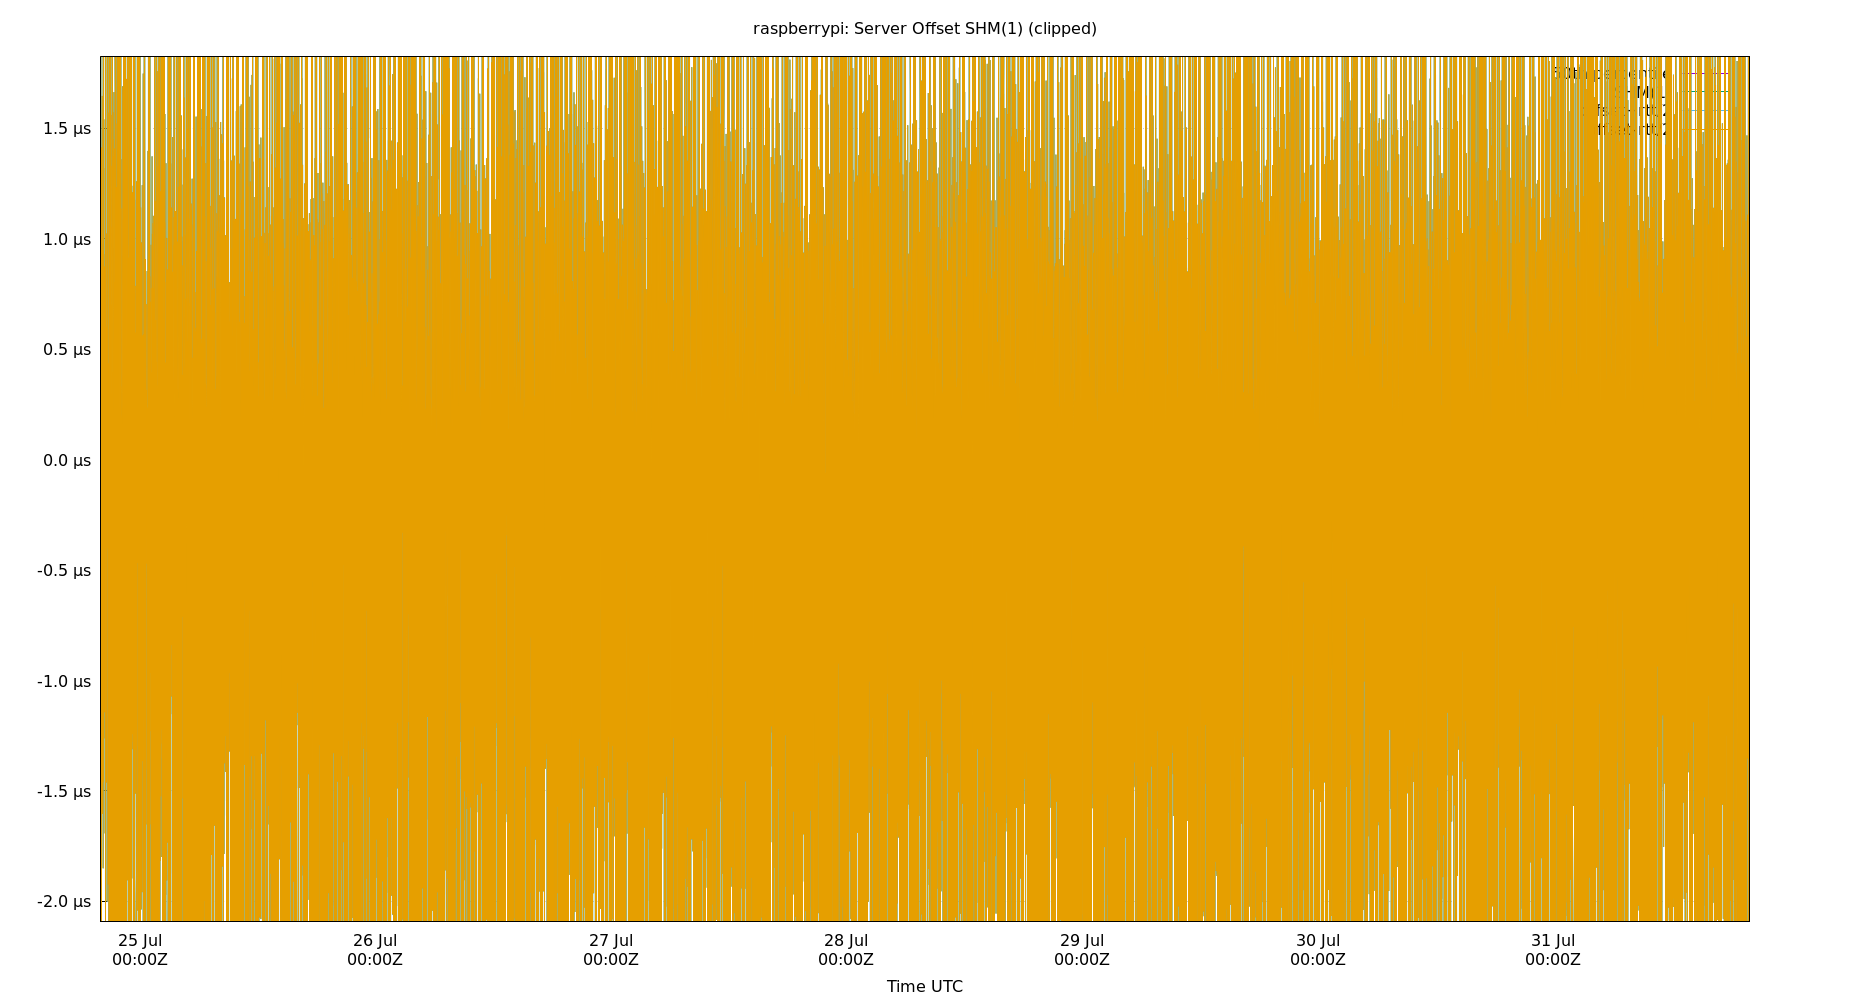 raspberrypi: Server Offset SHM(1) (clipped)
1.5 µs
1.0 µs
0.5 µs
0.0 µs
-0.5 µs
-1.0 µs
-1.5 µs
-2.0 µs
25 Jul 26 Jul 27 Jul 28 Jul 29 Jul 30 Jul 31 Jul
00:00Z 00:00Z 00:00Z 00:00Z 00:00Z 00:00Z 00:00Z
Time UTC